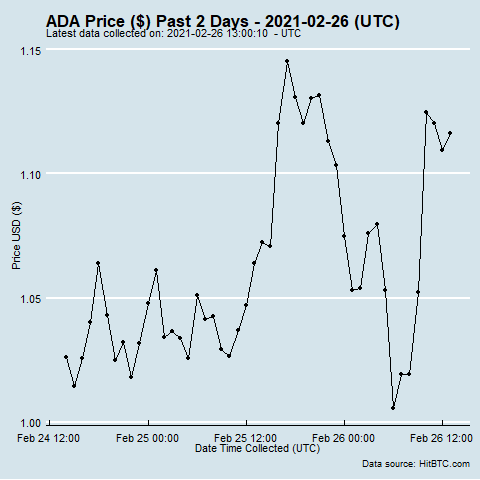 ADA Price ($) Past 2 Days - 2021-02-26 (UTC)
Latest data collected on: 2021-02-26 13:00:10  - UTC
1.15
1.10
1.05
1.00
Price USD ($)
Feb 24 12:00
Feb 25 00:00
Feb 25 12:00
Feb 26 00:00
Feb 26 12:00
Date Time Collected (UTC)
Data source: HitBTC.com